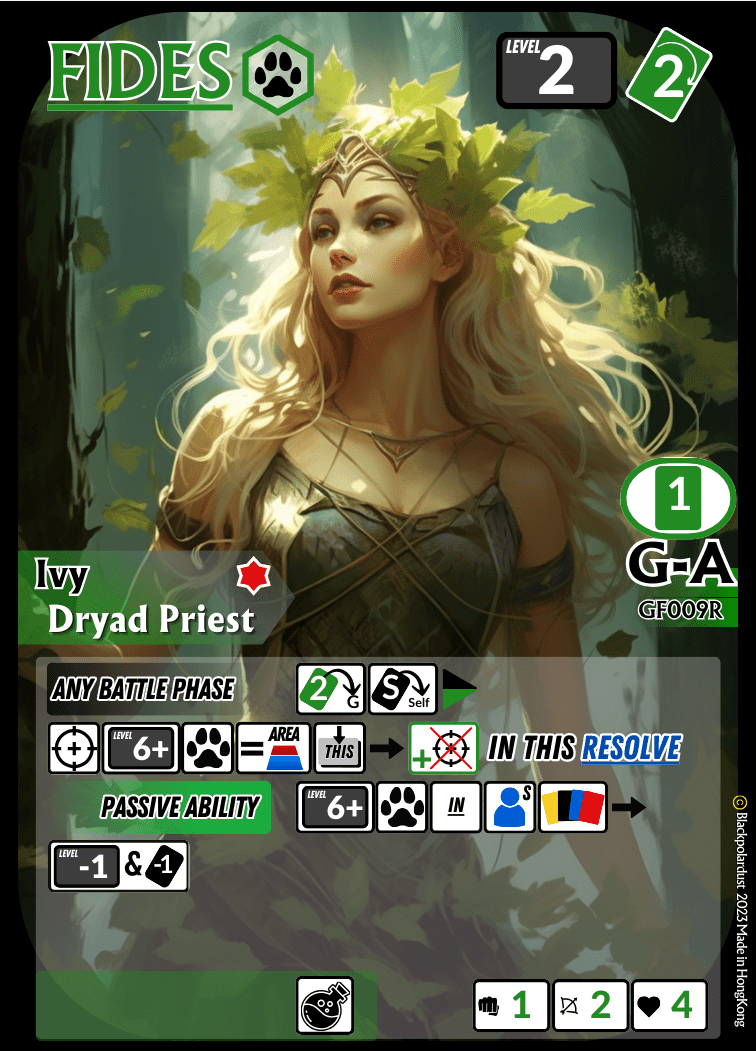 FIDES
LEVEL 2
2
1
G-A
GF009R
Ivy
Dryad Priest
ANY BATTLE PHASE 2 G S Self
LEVEL 6+ = AREA THIS + IN THIS RESOLVE
PASSIVE ABILITY LEVEL 6+ IN S
LEVEL -1 & -1
1 2 4
© Blackpolardust 2023 Made in HongKong